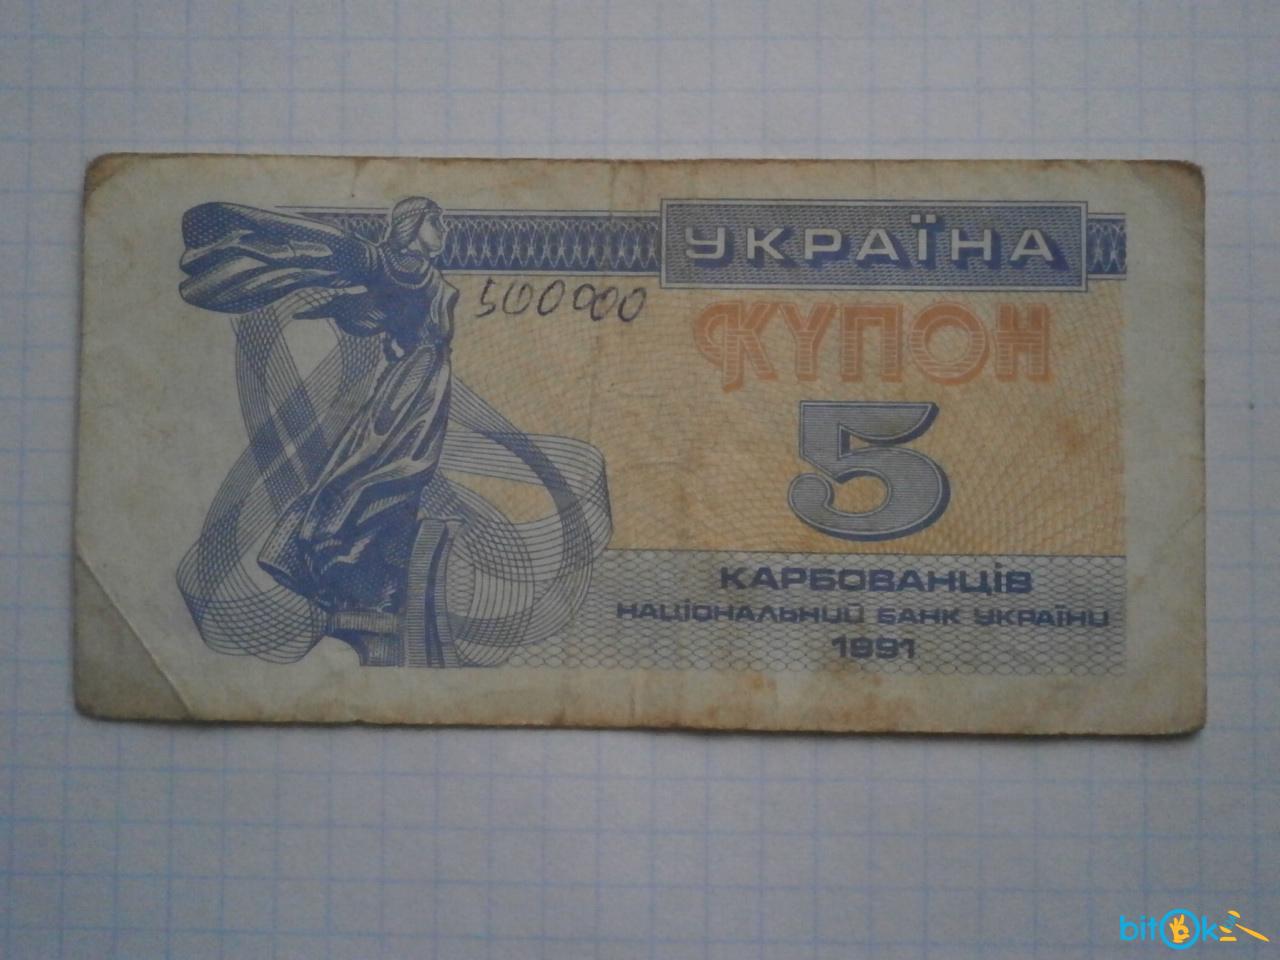 УКРАЇНА
500000
КУПОН
5
КАРБОВАНЦІВ
НАЦІОНАЛЬНИЙ БАНК УКРАЇНИ
1991
bitOk